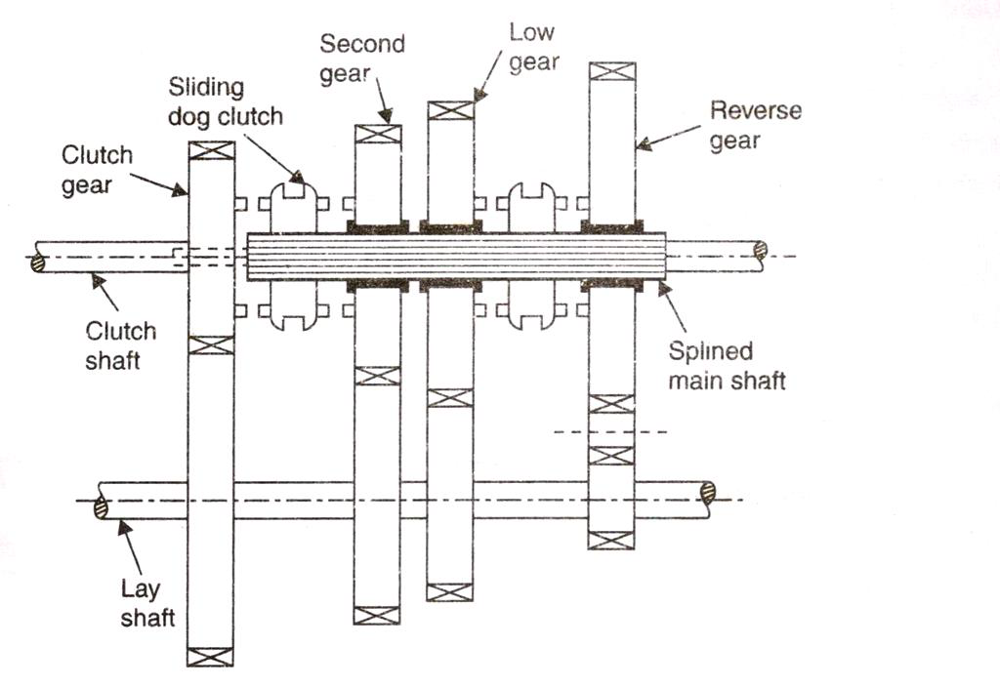 Second
gear
Low
gear
Sliding
dog clutch
Reverse
gear
Clutch
gear
Clutch
shaft
Splined
main shaft
Lay
shaft